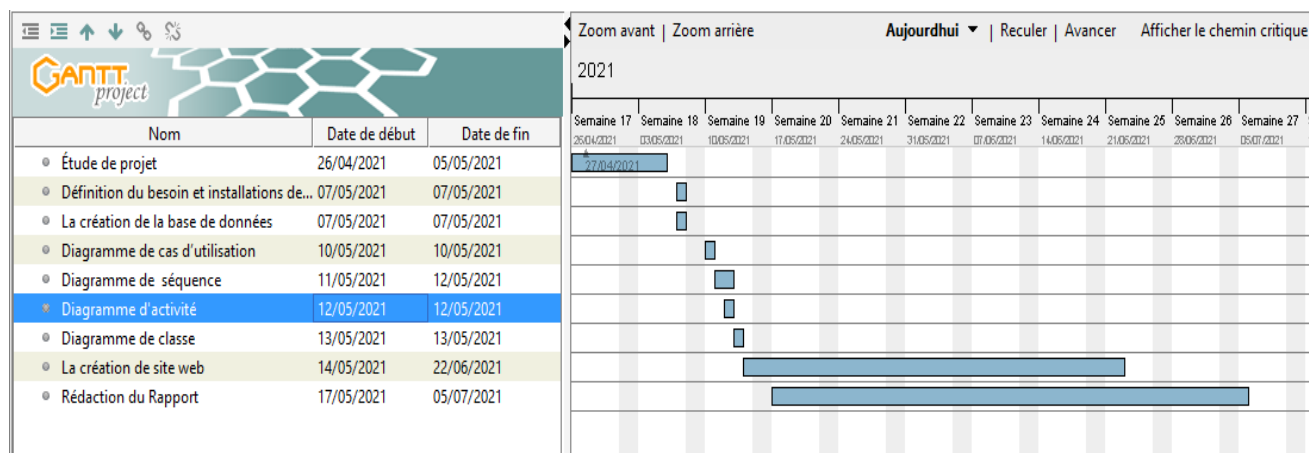 Zoom avant | Zoom arrière Aujourdhui | Reculer | Avancer Afficher le chemin critique
GANTT
project
2021
Semaine 17 Semaine 18 Semaine 19 Semaine 20 Semaine 21 Semaine 22 Semaine 23 Semaine 24 Semaine 25 Semaine 26 Semaine 27
26/04/2021 03/05/2021 10/05/2021 17/05/2021 24/05/2021 31/05/2021 07/06/2021 14/06/2021 21/06/2021 28/06/2021 05/07/2021
Nom Date de début Date de fin
Étude de projet 26/04/2021 05/05/2021 27/04/2021
Définition du besoin et installations de... 07/05/2021 07/05/2021
La création de la base de données 07/05/2021 07/05/2021
Diagramme de cas d'utilisation 10/05/2021 10/05/2021
Diagramme de séquence 11/05/2021 12/05/2021
Diagramme d'activité 12/05/2021 12/05/2021
Diagramme de classe 13/05/2021 13/05/2021
La création de site web 14/05/2021 22/06/2021
Rédaction du Rapport 17/05/2021 05/07/2021